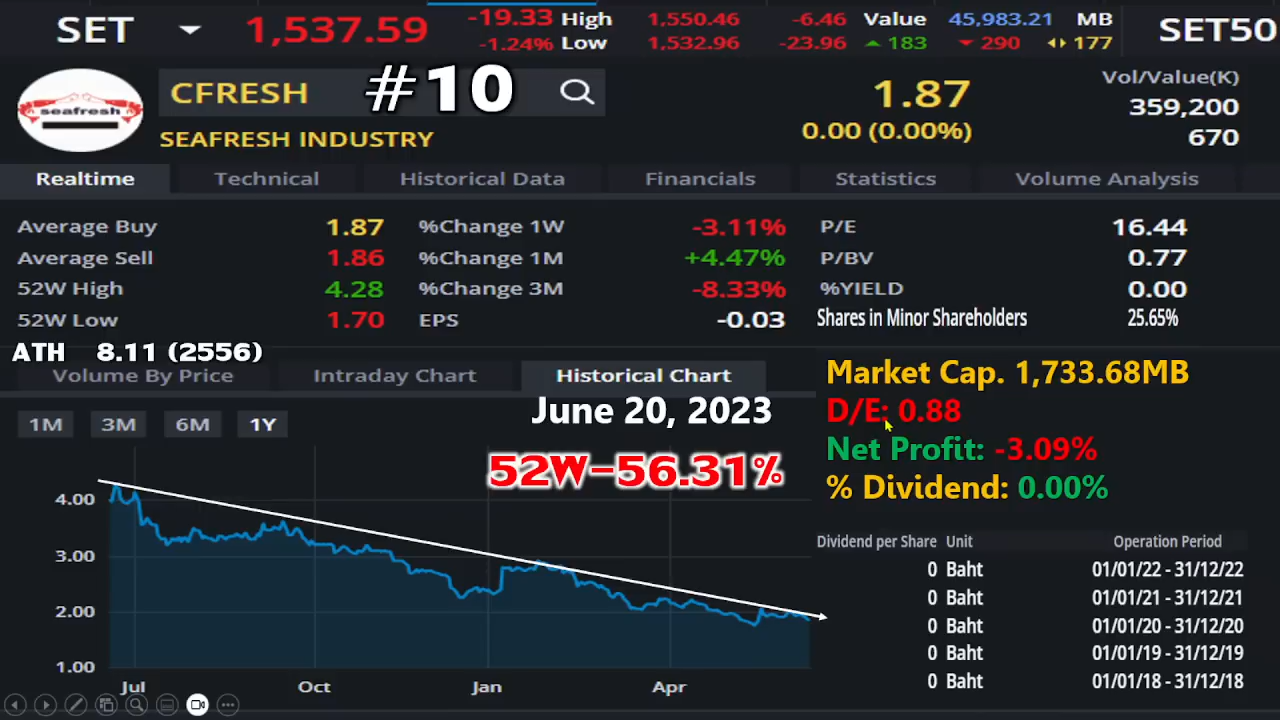 SET 1,537.59 -19.33 High 1,550.46 -6.46 Value 45,983.21 MB SET50
-1.24% Low 1,532.96 -23.96 183 290 177
seafresh CFRESH #10 1.87 Vol/Value(K)
359,200
SEAFRESH INDUSTRY 0.00 (0.00%) 670
Realtime Technical Historical Data Financials Statistics Volume Analysis
Average Buy 1.87 %Change 1W -3.11% P/E 16.44
Average Sell 1.86 %Change 1M +4.47% P/BV 0.77
52W High 4.28 %Change 3M -8.33% %YIELD 0.00
52W Low 1.70 EPS -0.03 Shares in Minor Shareholders 25.65%
ATH 8.11 (2556)
Volume By Price Intraday Chart Historical Chart
Market Cap. 1,733.68MB
D/E: 0.88
Net Profit: -3.09%
% Dividend: 0.00%
1M 3M 6M 1Y
June 20, 2023
52W-56.31%
4.00
3.00
2.00
1.00
Jul Oct Jan Apr
Dividend per Share Unit Operation Period
0 Baht 01/01/22 - 31/12/22
0 Baht 01/01/21 - 31/12/21
0 Baht 01/01/20 - 31/12/20
0 Baht 01/01/19 - 31/12/19
0 Baht 01/01/18 - 31/12/18